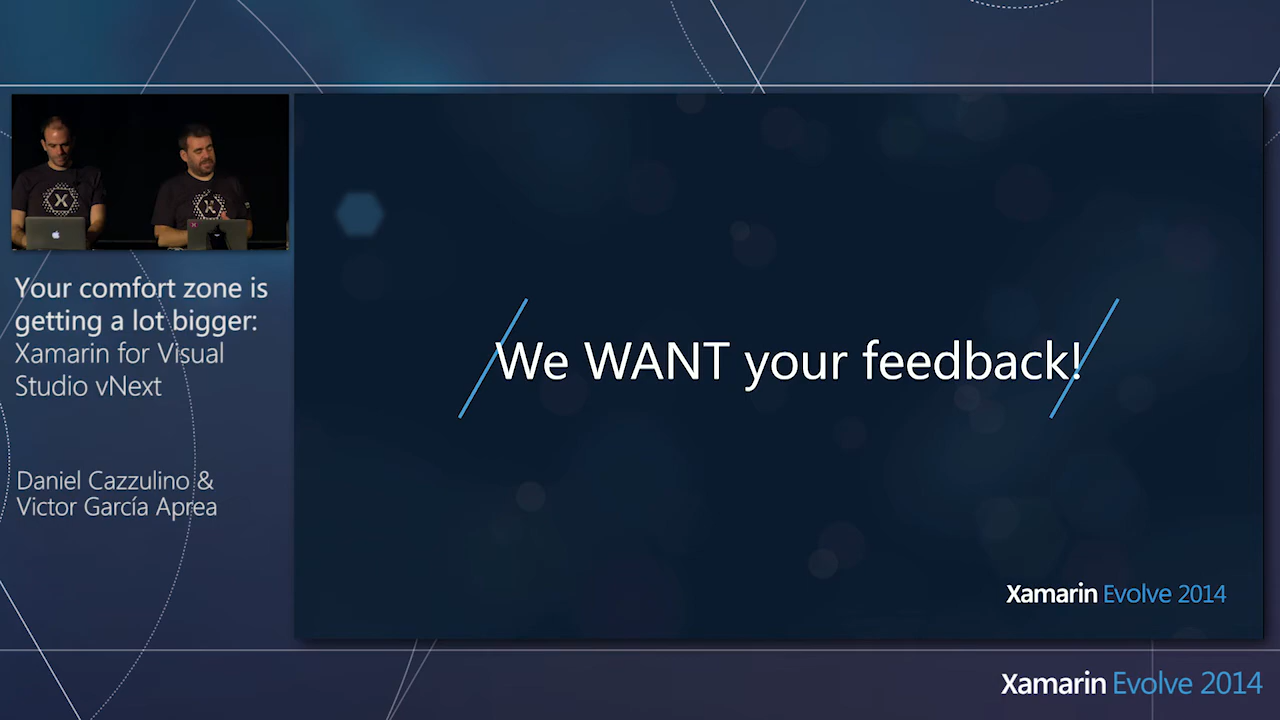 Your comfort zone is
getting a lot bigger:
Xamarin for Visual
Studio vNext
Daniel Cazzulino &
Victor García Aprea
We WANT your feedback!
Xamarin Evolve 2014
Xamarin Evolve 2014